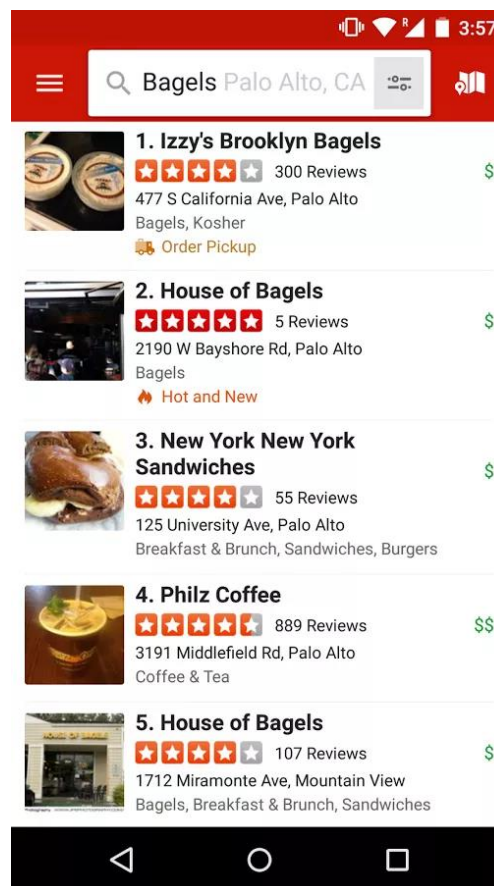 R 3:57
Bagels Palo Alto, CA
1. Izzy's Brooklyn Bagels
300 Reviews $
477 S California Ave, Palo Alto
Bagels, Kosher
Order Pickup
2. House of Bagels
5 Reviews $
2190 W Bayshore Rd, Palo Alto
Bagels
Hot and New
3. New York New York
Sandwiches
55 Reviews $
125 University Ave, Palo Alto
Breakfast & Brunch, Sandwiches, Burgers
4. Philz Coffee
889 Reviews $$
3191 Middlefield Rd, Palo Alto
Coffee & Tea
5. House of Bagels
HOUSE OF BAGELS
107 Reviews $
1712 Miramonte Ave, Mountain View
Bagels, Breakfast & Brunch, Sandwiches